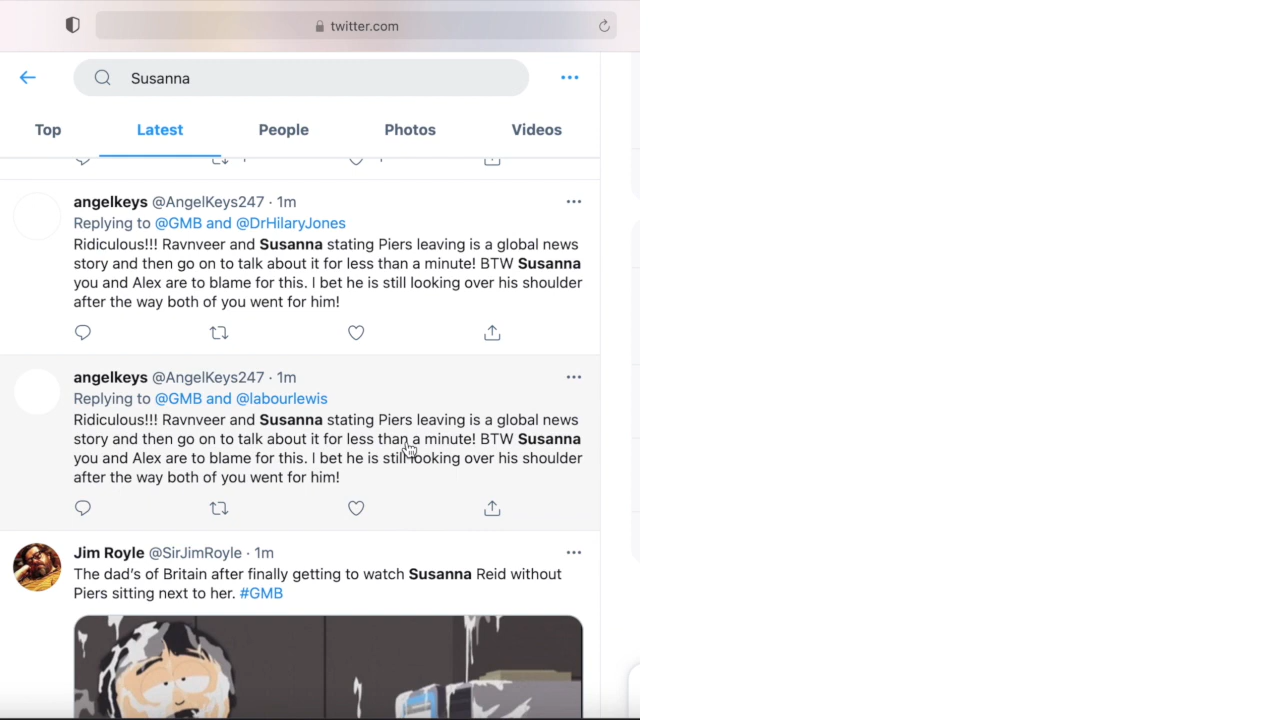 twitter.com
Susanna
Top Latest People Photos Videos
angelkeys @AngelKeys247 · 1m
Replying to @GMB and @DrHilaryJones
Ridiculous!!! Ravnveer and Susanna stating Piers leaving is a global news
story and then go on to talk about it for less than a minute! BTW Susanna
you and Alex are to blame for this. I bet he is still looking over his shoulder
after the way both of you went for him!
angelkeys @AngelKeys247 · 1m
Replying to @GMB and @labourlewis
Ridiculous!!! Ravnveer and Susanna stating Piers leaving is a global news
story and then go on to talk about it for less than a minute! BTW Susanna
you and Alex are to blame for this. I bet he is still looking over his shoulder
after the way both of you went for him!
Jim Royle @SirJimRoyle · 1m
The dad's of Britain after finally getting to watch Susanna Reid without
Piers sitting next to her. #GMB